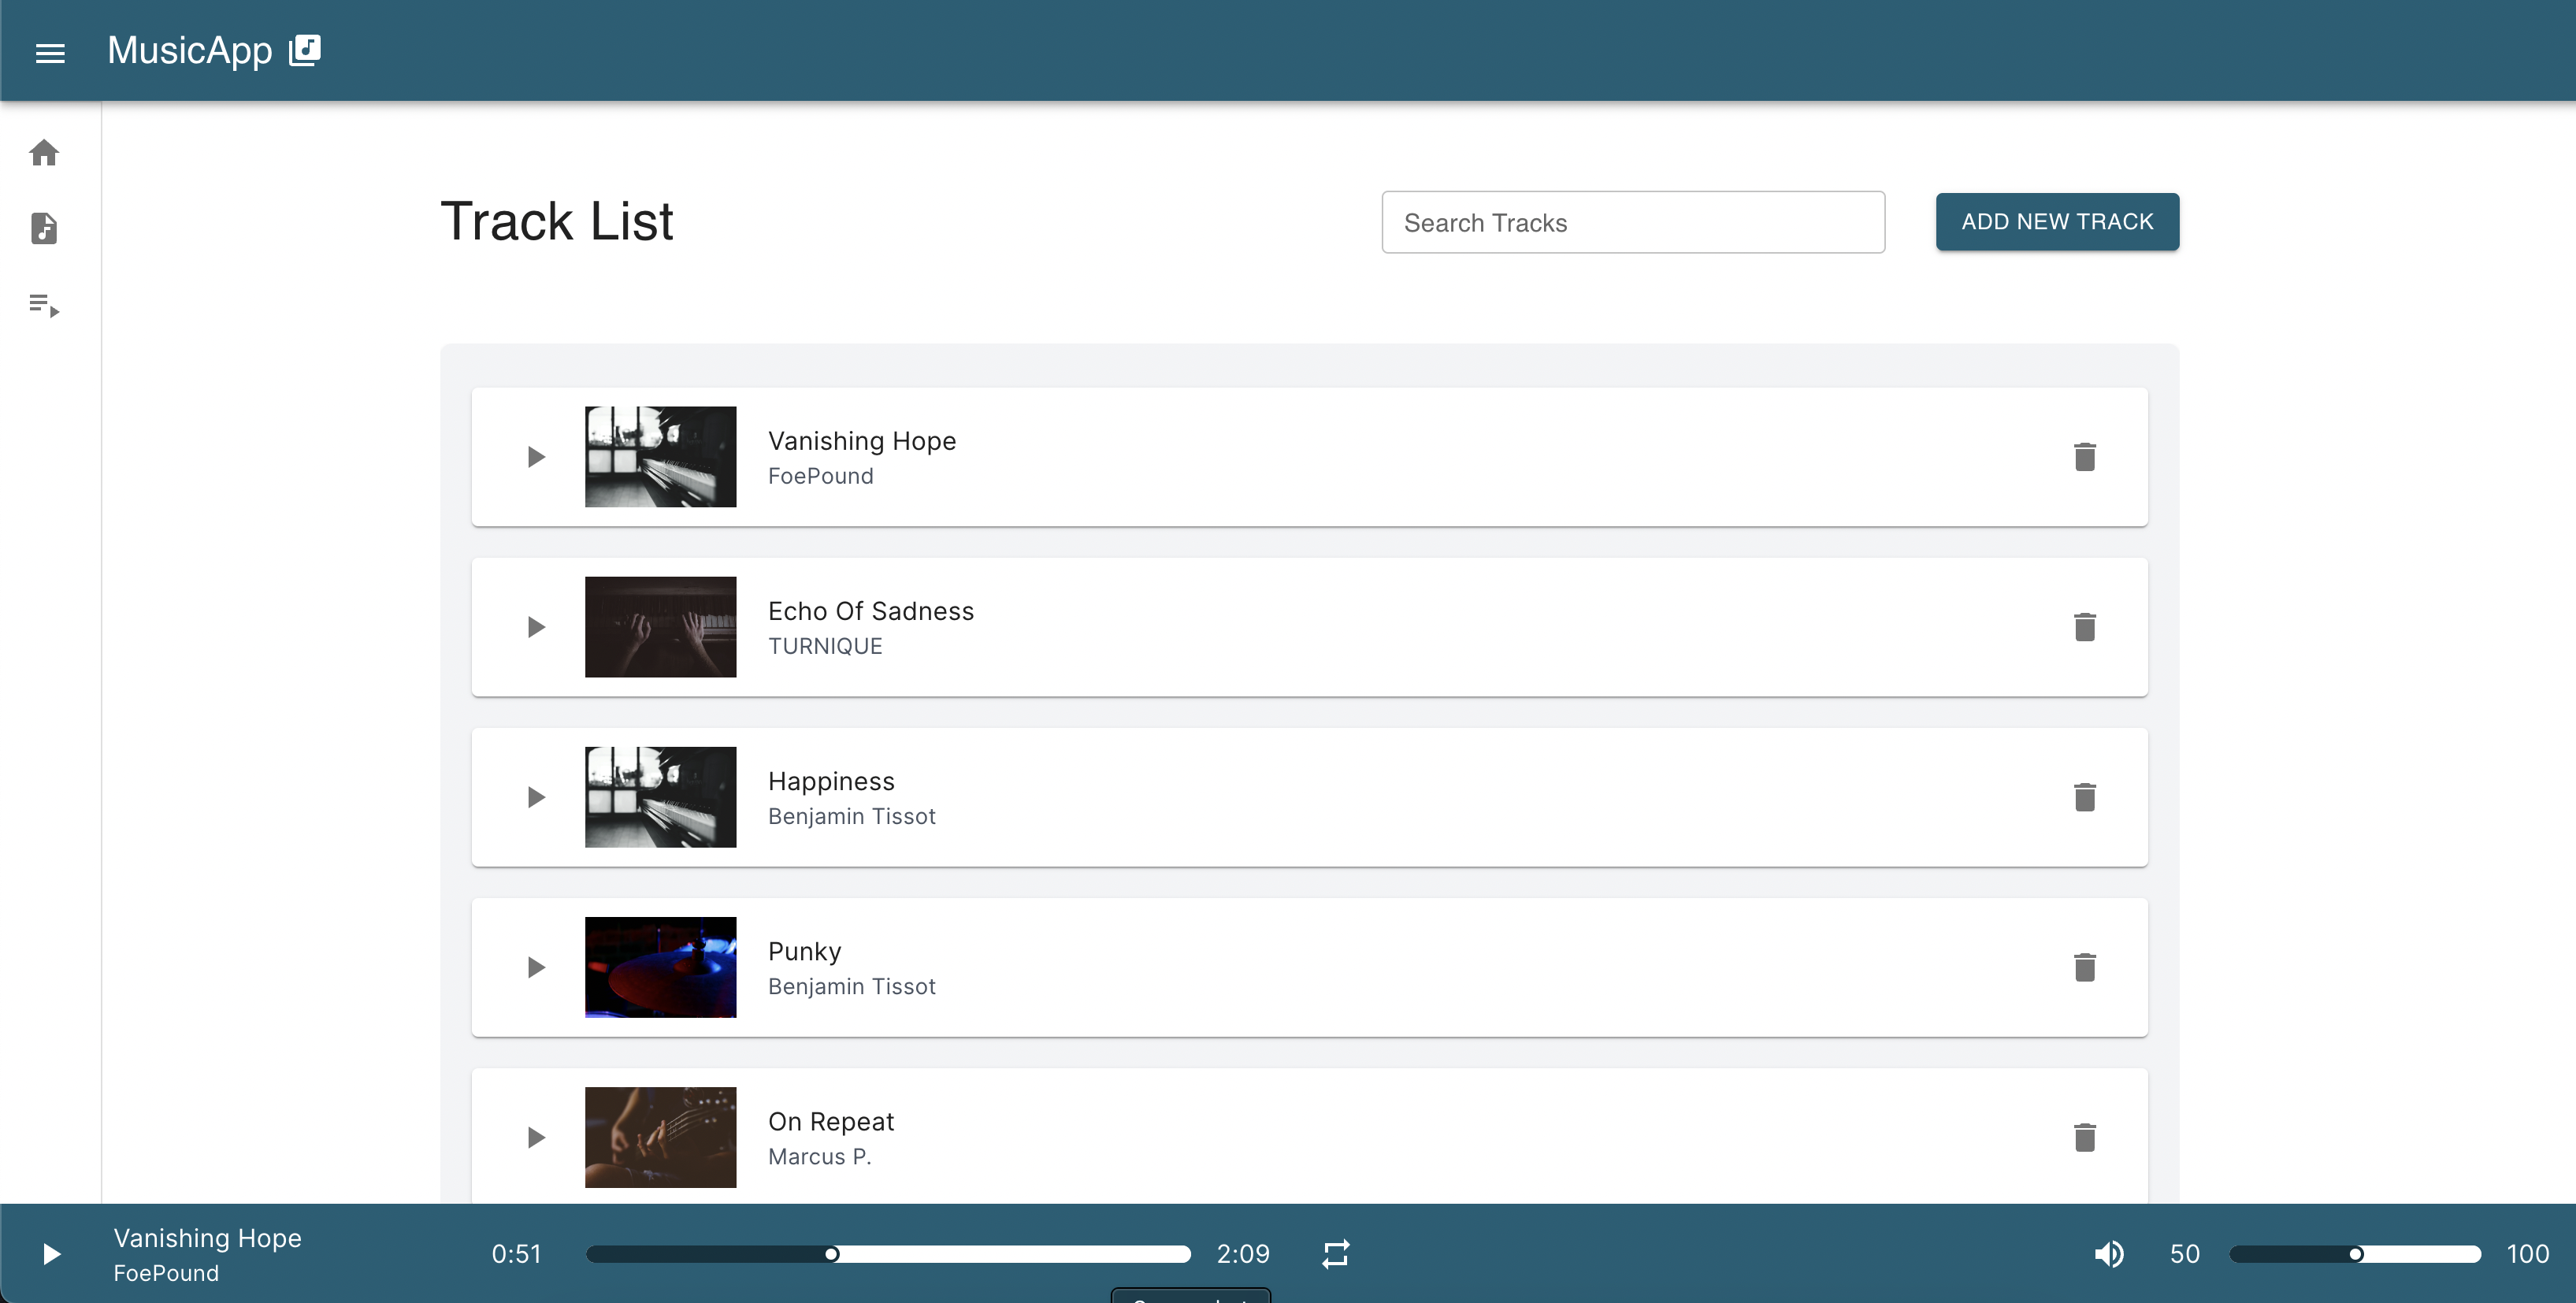 MusicApp
Track List
Search Tracks
ADD NEW TRACK
Vanishing Hope
FoePound
Echo Of Sadness
TURNIQUE
Happiness
Benjamin Tissot
Punky
Benjamin Tissot
On Repeat
Marcus P.
Vanishing Hope
FoePound
0:51
2:09
50
100